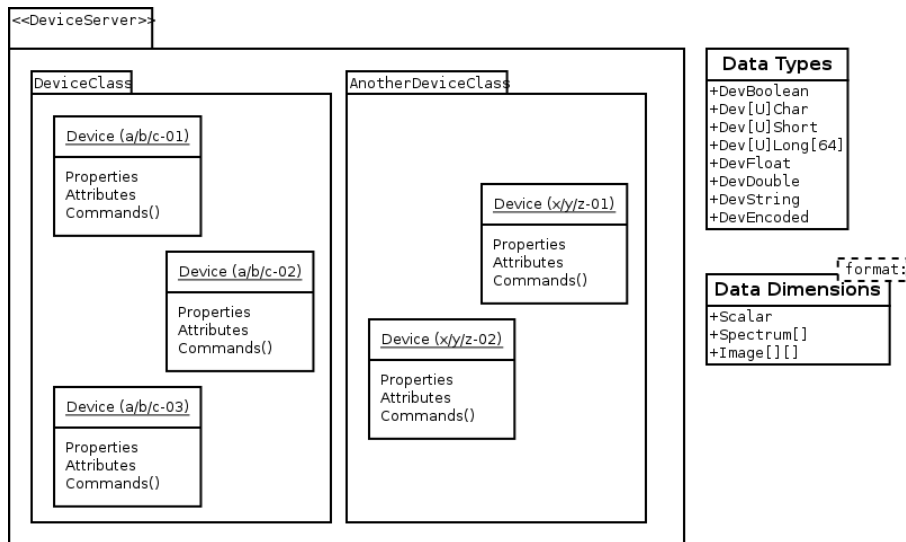 <<DeviceServer>>
DeviceClass
Device (a/b/c-01)
Properties
Attributes
Commands()
Device (a/b/c-02)
Properties
Attributes
Commands()
Device (a/b/c-03)
Properties
Attributes
Commands()
AnotherDeviceClass
Device (x/y/z-01)
Properties
Attributes
Commands()
Device (x/y/z-02)
Properties
Attributes
Commands()
Data Types
+DevBoolean
+Dev[U]Char
+Dev[U]Short
+Dev[U]Long[64]
+DevFloat
+DevDouble
+DevString
+DevEncoded
format:
Data Dimensions
+Scalar
+Spectrum[]
+Image[][]